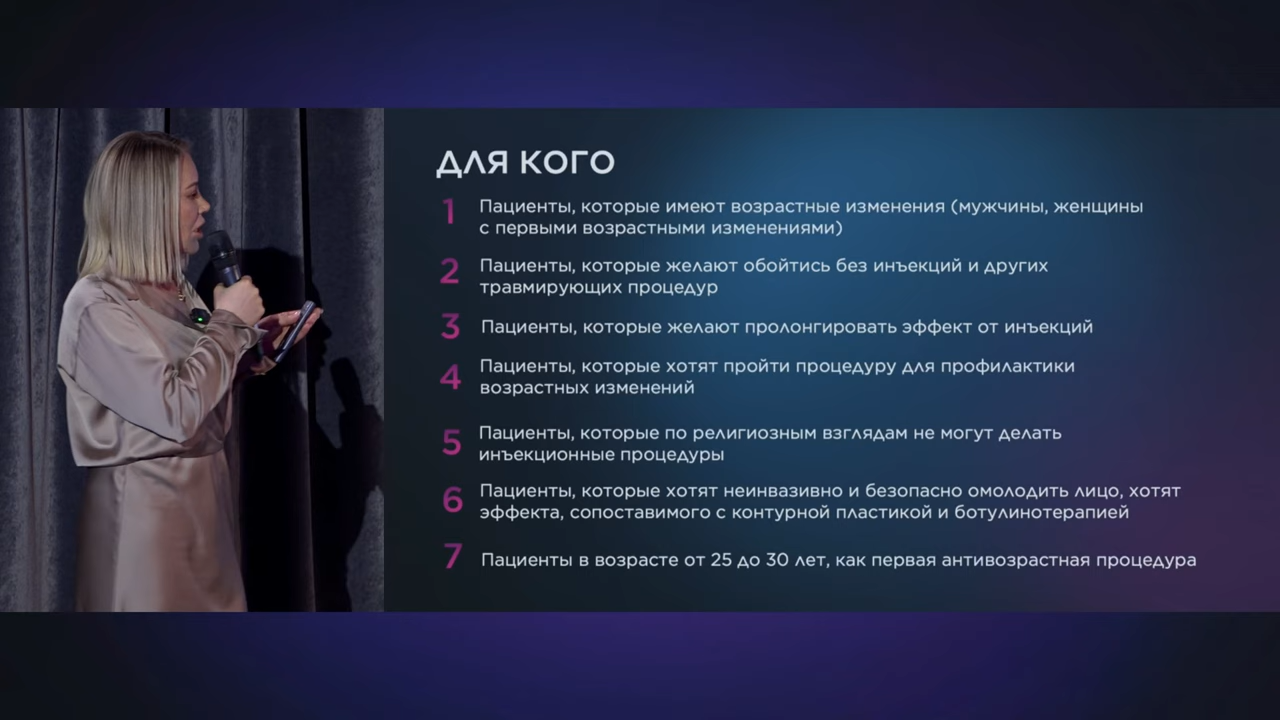 ДЛЯ КОГО
1 Пациенты, которые имеют возрастные изменения (мужчины, женщины
с первыми возрастными изменениями)
2 Пациенты, которые желают обойтись без инъекций и других
травмирующих процедур
3 Пациенты, которые желают пролонгировать эффект от инъекций
4 Пациенты, которые хотят пройти процедуру для профилактики
возрастных изменений
5 Пациенты, которые по религиозным взглядам не могут делать
инъекционные процедуры
6 Пациенты, которые хотят неинвазивно и безопасно омолодить лицо, хотят
эффекта, сопоставимого с контурной пластикой и ботулинотерапией
7 Пациенты в возрасте от 25 до 30 лет, как первая антивозрастная процедура